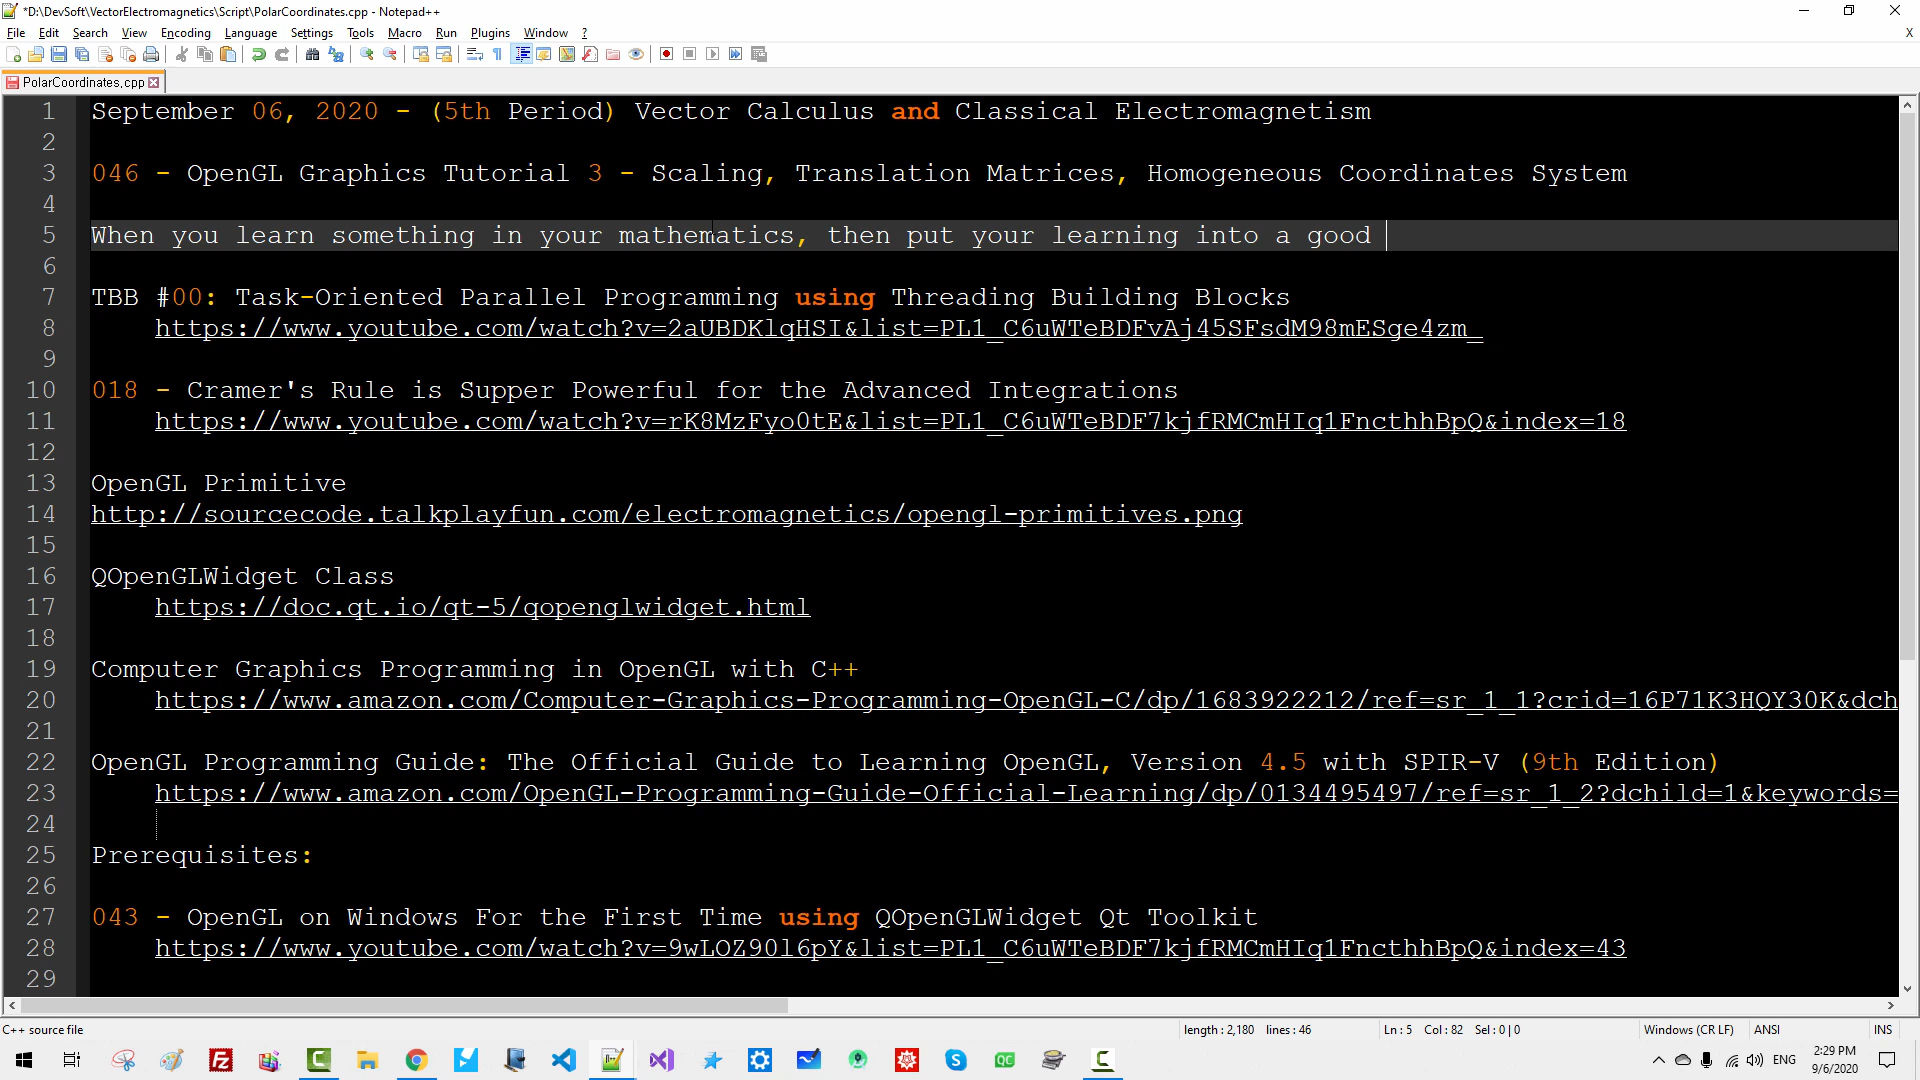 *D:\DevSoft\VectorElectromagnetics\Script\PolarCoordinates.cpp - Notepad++
File Edit Search View Encoding Language Settings Tools Macro Run Plugins Window ? X
PolarCoordinates.cpp
1 September 06, 2020 - (5th Period) Vector Calculus and Classical Electromagnetism
2
3 046 - OpenGL Graphics Tutorial 3 - Scaling, Translation Matrices, Homogeneous Coordinates System
4
5 When you learn something in your mathematics, then put your learning into a good
6
7 TBB #00: Task-Oriented Parallel Programming using Threading Building Blocks
8 https://www.youtube.com/watch?v=2aUBDKlqHSI&list=PL1_C6uWTeBDFvAj45SFsdM98mESge4zm_
9
10 018 - Cramer's Rule is Supper Powerful for the Advanced Integrations
11 https://www.youtube.com/watch?v=rK8MzFyo0tE&list=PL1_C6uWTeBDF7kjfRMCmHIq1FncthhBpQ&index=18
12
13 OpenGL Primitive
14 http://sourcecode.talkplayfun.com/electromagnetics/opengl-primitives.png
15
16 QOpenGLWidget Class
17 https://doc.qt.io/qt-5/qopenglwidget.html
18
19 Computer Graphics Programming in OpenGL with C++
20 https://www.amazon.com/Computer-Graphics-Programming-OpenGL-C/dp/1683922212/ref=sr_1_1?crid=16P71K3HQY30K&dch
21
22 OpenGL Programming Guide: The Official Guide to Learning OpenGL, Version 4.5 with SPIR-V (9th Edition)
23 https://www.amazon.com/OpenGL-Programming-Guide-Official-Learning/dp/0134495497/ref=sr_1_2?dchild=1&keywords=
24
25 Prerequisites:
26
27 043 - OpenGL on Windows For the First Time using QOpenGLWidget Qt Toolkit
28 https://www.youtube.com/watch?v=9wLOZ90l6pY&list=PL1_C6uWTeBDF7kjfRMCmHIq1FncthhBpQ&index=43
29
C++ source file length : 2,180 lines : 46 Ln : 5 Col : 82 Sel : 0 | 0 Windows (CR LF) ANSI INS
ENG 2:29 PM
9/6/2020